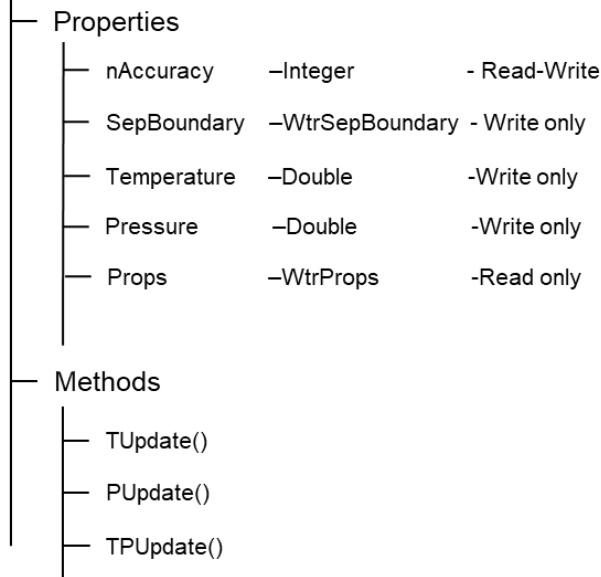 Properties
nAccuracy –Integer - Read-Write
SepBoundary –WtrSepBoundary - Write only
Temperature –Double -Write only
Pressure –Double -Write only
Props –WtrProps -Read only
Methods
TUpdate()
PUpdate()
TPUpdate()